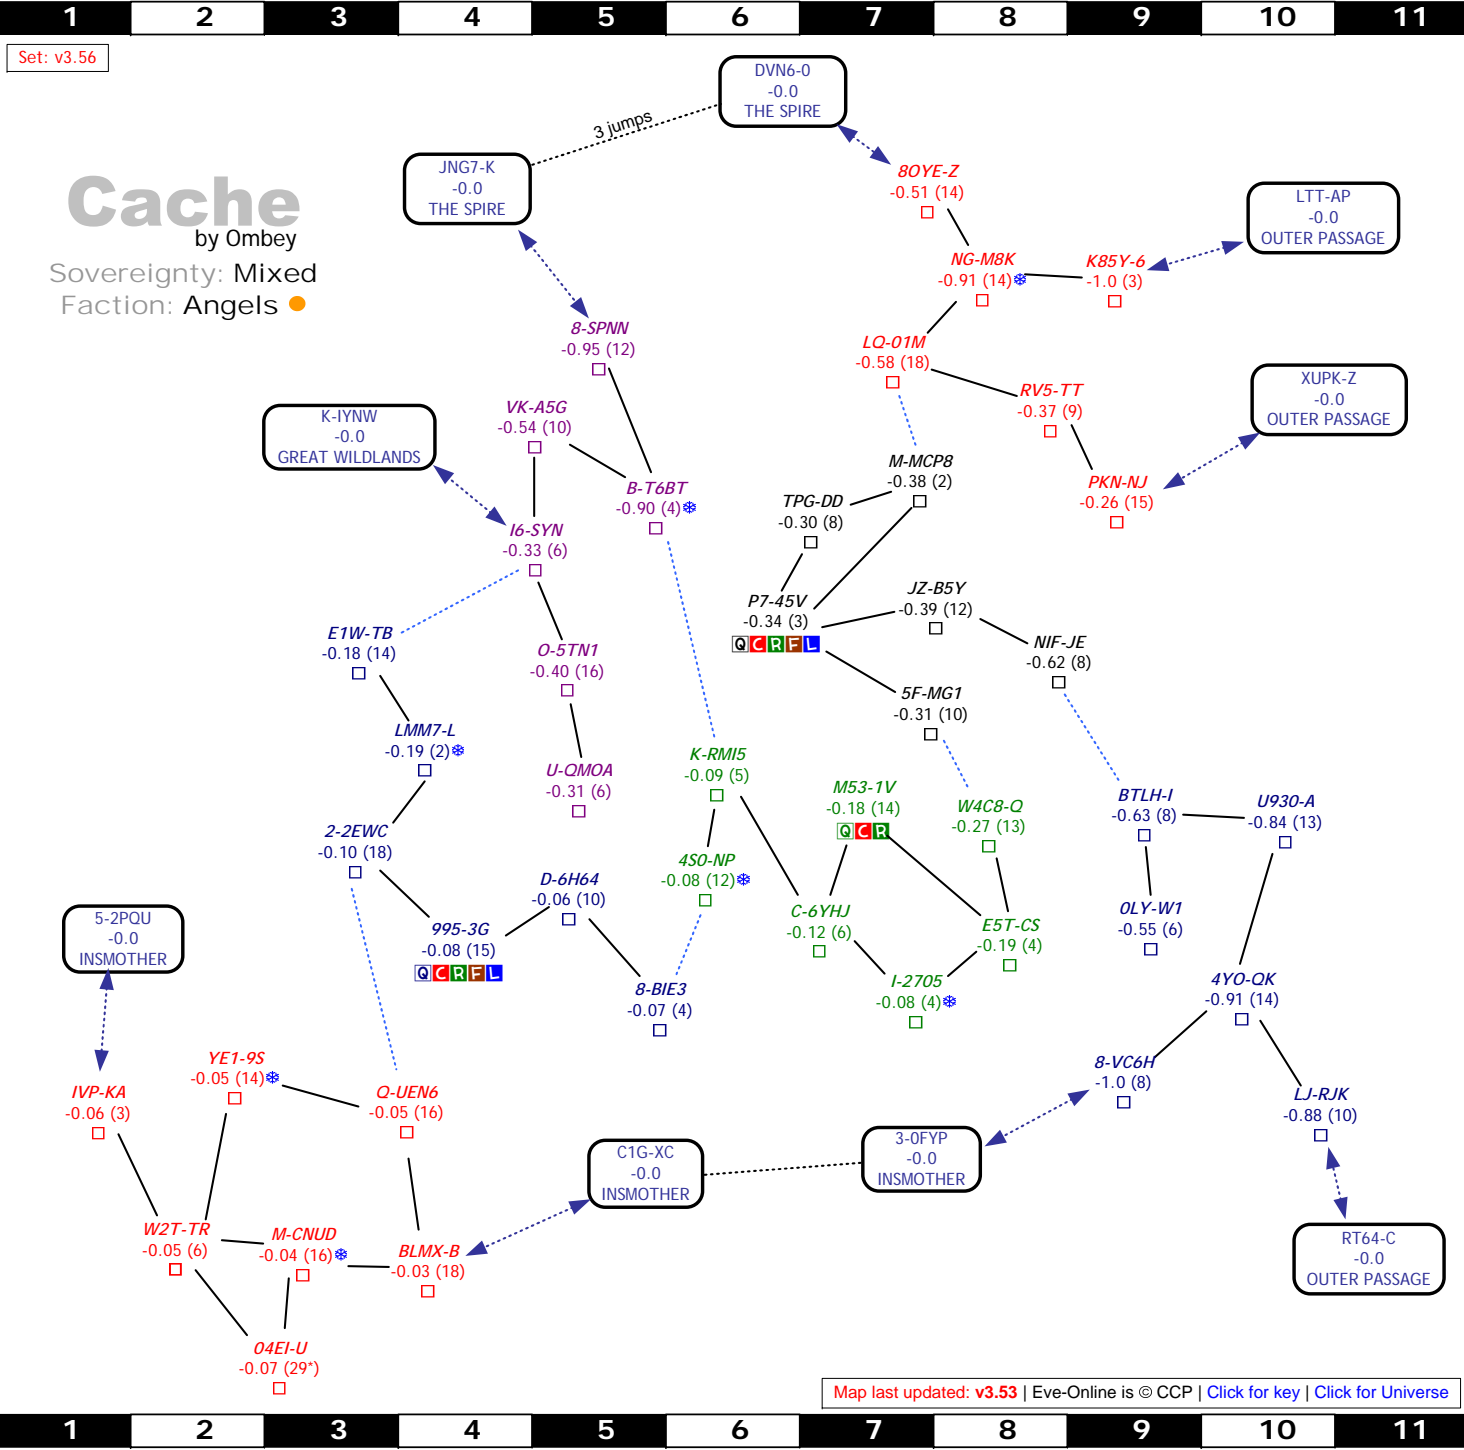 1 2 3 4 5 6 7 8 9 10 11
Set: v3.56
DVN6-0
-0.0
THE SPIRE
3 jumps
JNG7-K
-0.0
THE SPIRE
8OYE-Z
-0.51 (14)
LTT-AP
-0.0
OUTER PASSAGE
Cache
by Ombey
Sovereignty: Mixed
Faction: Angels
NG-M8K
-0.91 (14)
K85Y-6
-1.0 (3)
8-SPNN
-0.95 (12)
LQ-01M
-0.58 (18)
RV5-TT
-0.37 (9)
XUPK-Z
-0.0
OUTER PASSAGE
K-IYNW
-0.0
GREAT WILDLANDS
VK-A5G
-0.54 (10)
M-MCP8
-0.38 (2)
B-T6BT
-0.90 (4)
TPG-DD
-0.30 (8)
PKN-NJ
-0.26 (15)
I6-SYN
-0.33 (6)
P7-45V
-0.34 (3)
Q C R F L
JZ-B5Y
-0.39 (12)
E1W-TB
-0.18 (14)
O-5TN1
-0.40 (16)
NIF-JE
-0.62 (8)
5F-MG1
-0.31 (10)
LMM7-L
-0.19 (2)
U-QMOA
-0.31 (6)
K-RMI5
-0.09 (5)
M53-1V
-0.18 (14)
Q C R
W4C8-Q
-0.27 (13)
BTLH-I
-0.63 (8)
U930-A
-0.84 (13)
2-2EWC
-0.10 (18)
4S0-NP
-0.08 (12)
D-6H64
-0.06 (10)
C-6YHJ
-0.12 (6)
E5T-CS
-0.19 (4)
0LY-W1
-0.55 (6)
5-2PQU
-0.0
INSMOTHER
995-3G
-0.08 (15)
Q C R F L
8-BIE3
-0.07 (4)
I-2705
-0.08 (4)
4YO-QK
-0.91 (14)
YE1-9S
-0.05 (14)
IVP-KA
-0.06 (3)
Q-UEN6
-0.05 (16)
8-VC6H
-1.0 (8)
LJ-RJK
-0.88 (10)
C1G-XC
-0.0
INSMOTHER
3-0FYP
-0.0
INSMOTHER
W2T-TR
-0.05 (6)
M-CNUD
-0.04 (16)
BLMX-B
-0.03 (18)
RT64-C
-0.0
OUTER PASSAGE
04EI-U
-0.07 (29*)
Map last updated: v3.53 | Eve-Online is © CCP | Click for key | Click for Universe
1 2 3 4 5 6 7 8 9 10 11